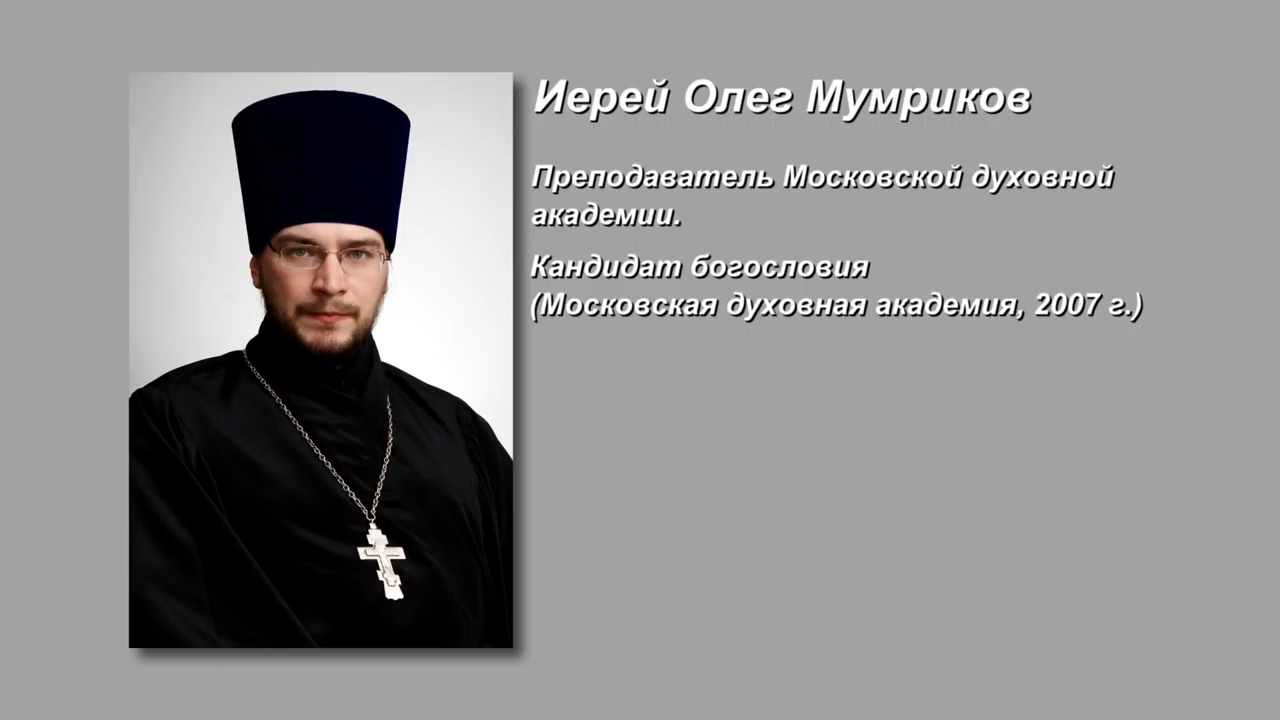 Иерей Олег Мумриков
Преподаватель Московской духовной
академии.
Кандидат богословия
(Московская духовная академия, 2007 г.)